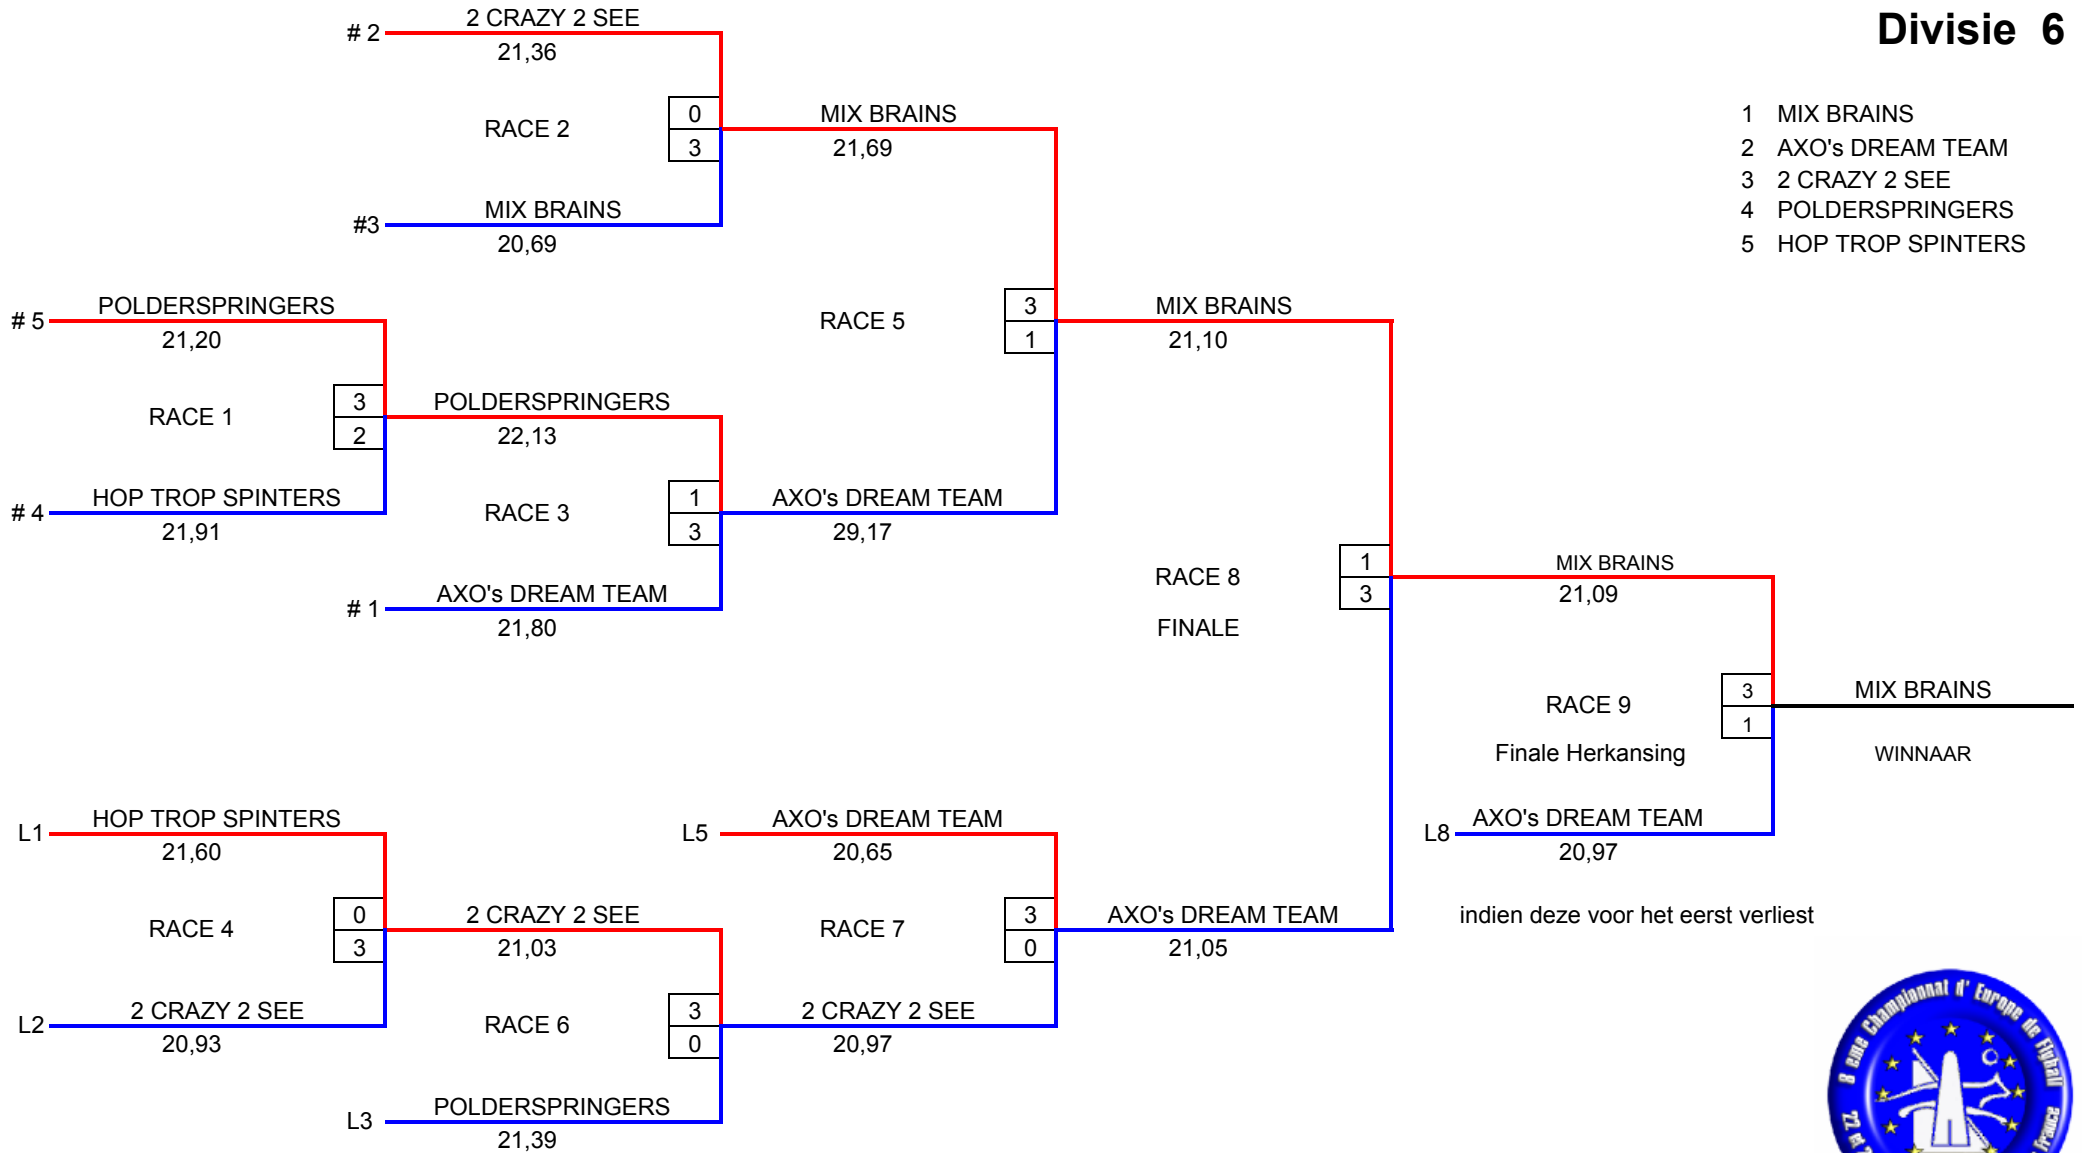 Divisie 6
# 2 2 CRAZY 2 SEE
21,36
RACE 2
0
3
#3 MIX BRAINS
20,69
MIX BRAINS
21,69
1 MIX BRAINS
2 AXO's DREAM TEAM
3 2 CRAZY 2 SEE
4 POLDERSPRINGERS
5 HOP TROP SPINTERS
# 5 POLDERSPRINGERS
21,20
RACE 1
3
2
# 4 HOP TROP SPINTERS
21,91
POLDERSPRINGERS
22,13
RACE 3
1
3
# 1 AXO's DREAM TEAM
21,80
RACE 5
3
1
AXO's DREAM TEAM
29,17
MIX BRAINS
21,10
RACE 8
1
3
FINALE
MIX BRAINS
21,09
RACE 9
3
1
Finale Herkansing
MIX BRAINS
WINNAAR
L8 AXO's DREAM TEAM
20,97
indien deze voor het eerst verliest
L1 HOP TROP SPINTERS
21,60
RACE 4
0
3
L2 2 CRAZY 2 SEE
20,93
2 CRAZY 2 SEE
21,03
RACE 6
3
0
L3 POLDERSPRINGERS
21,39
L5 AXO's DREAM TEAM
20,65
RACE 7
3
0
2 CRAZY 2 SEE
20,97
AXO's DREAM TEAM
21,05
8 eme Championnat d' Europe de Flyball
France